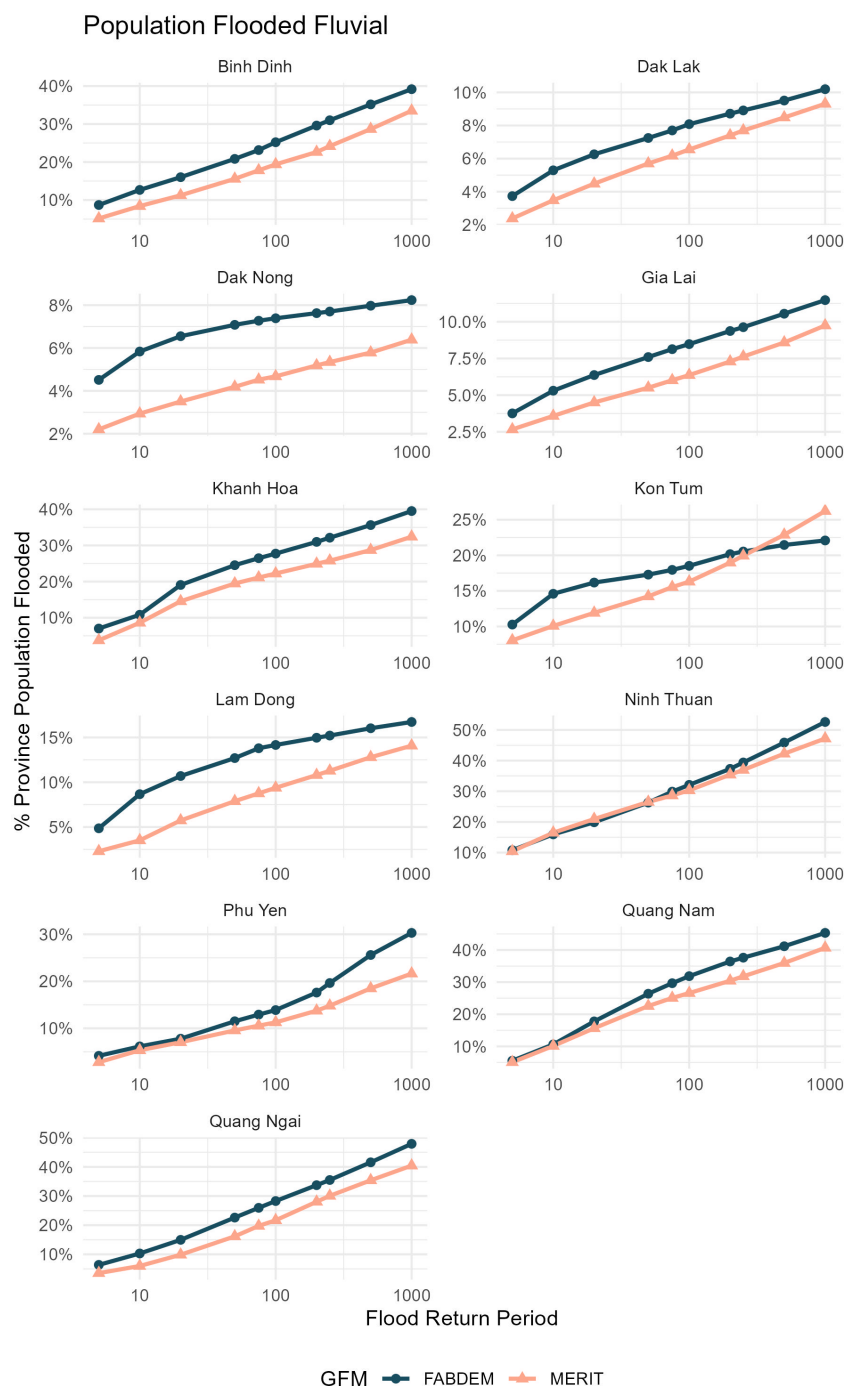 Population Flooded Fluvial
Binh Dinh
Dak Lak
40%
30%
20%
10%
10%
8%
6%
4%
2%
10 100 1000
10 100 1000
Dak Nong
Gia Lai
8%
6%
4%
2%
10.0%
7.5%
5.0%
2.5%
10 100 1000
10 100 1000
Khanh Hoa
Kon Tum
40%
30%
20%
10%
25%
20%
15%
10%
10 100 1000
10 100 1000
% Province Population Flooded
Lam Dong
Ninh Thuan
15%
10%
5%
50%
40%
30%
20%
10%
10 100 1000
10 100 1000
Phu Yen
Quang Nam
30%
20%
10%
40%
30%
20%
10%
10 100 1000
10 100 1000
Quang Ngai
50%
40%
30%
20%
10%
10 100 1000
Flood Return Period
GFM FABDEM MERIT